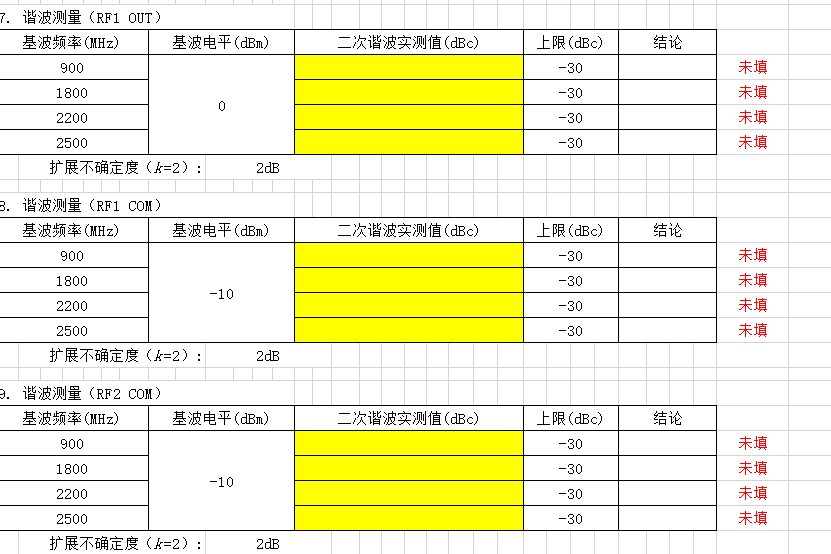 7. 谐波测量（RF1 OUT）
基波频率(MHz) 基波电平(dBm) 二次谐波实测值(dBc) 上限(dBc) 结论
900 -30 未填
1800 -30 未填
0
2200 -30 未填
2500 -30 未填
扩展不确定度（k=2）: 2dB
8. 谐波测量（RF1 COM）
基波频率(MHz) 基波电平(dBm) 二次谐波实测值(dBc) 上限(dBc) 结论
900 -30 未填
1800 -30 未填
-10
2200 -30 未填
2500 -30 未填
扩展不确定度（k=2）: 2dB
9. 谐波测量（RF2 COM）
基波频率(MHz) 基波电平(dBm) 二次谐波实测值(dBc) 上限(dBc) 结论
900 -30 未填
1800 -30 未填
-10
2200 -30 未填
2500 -30 未填
扩展不确定度（k=2）: 2dB